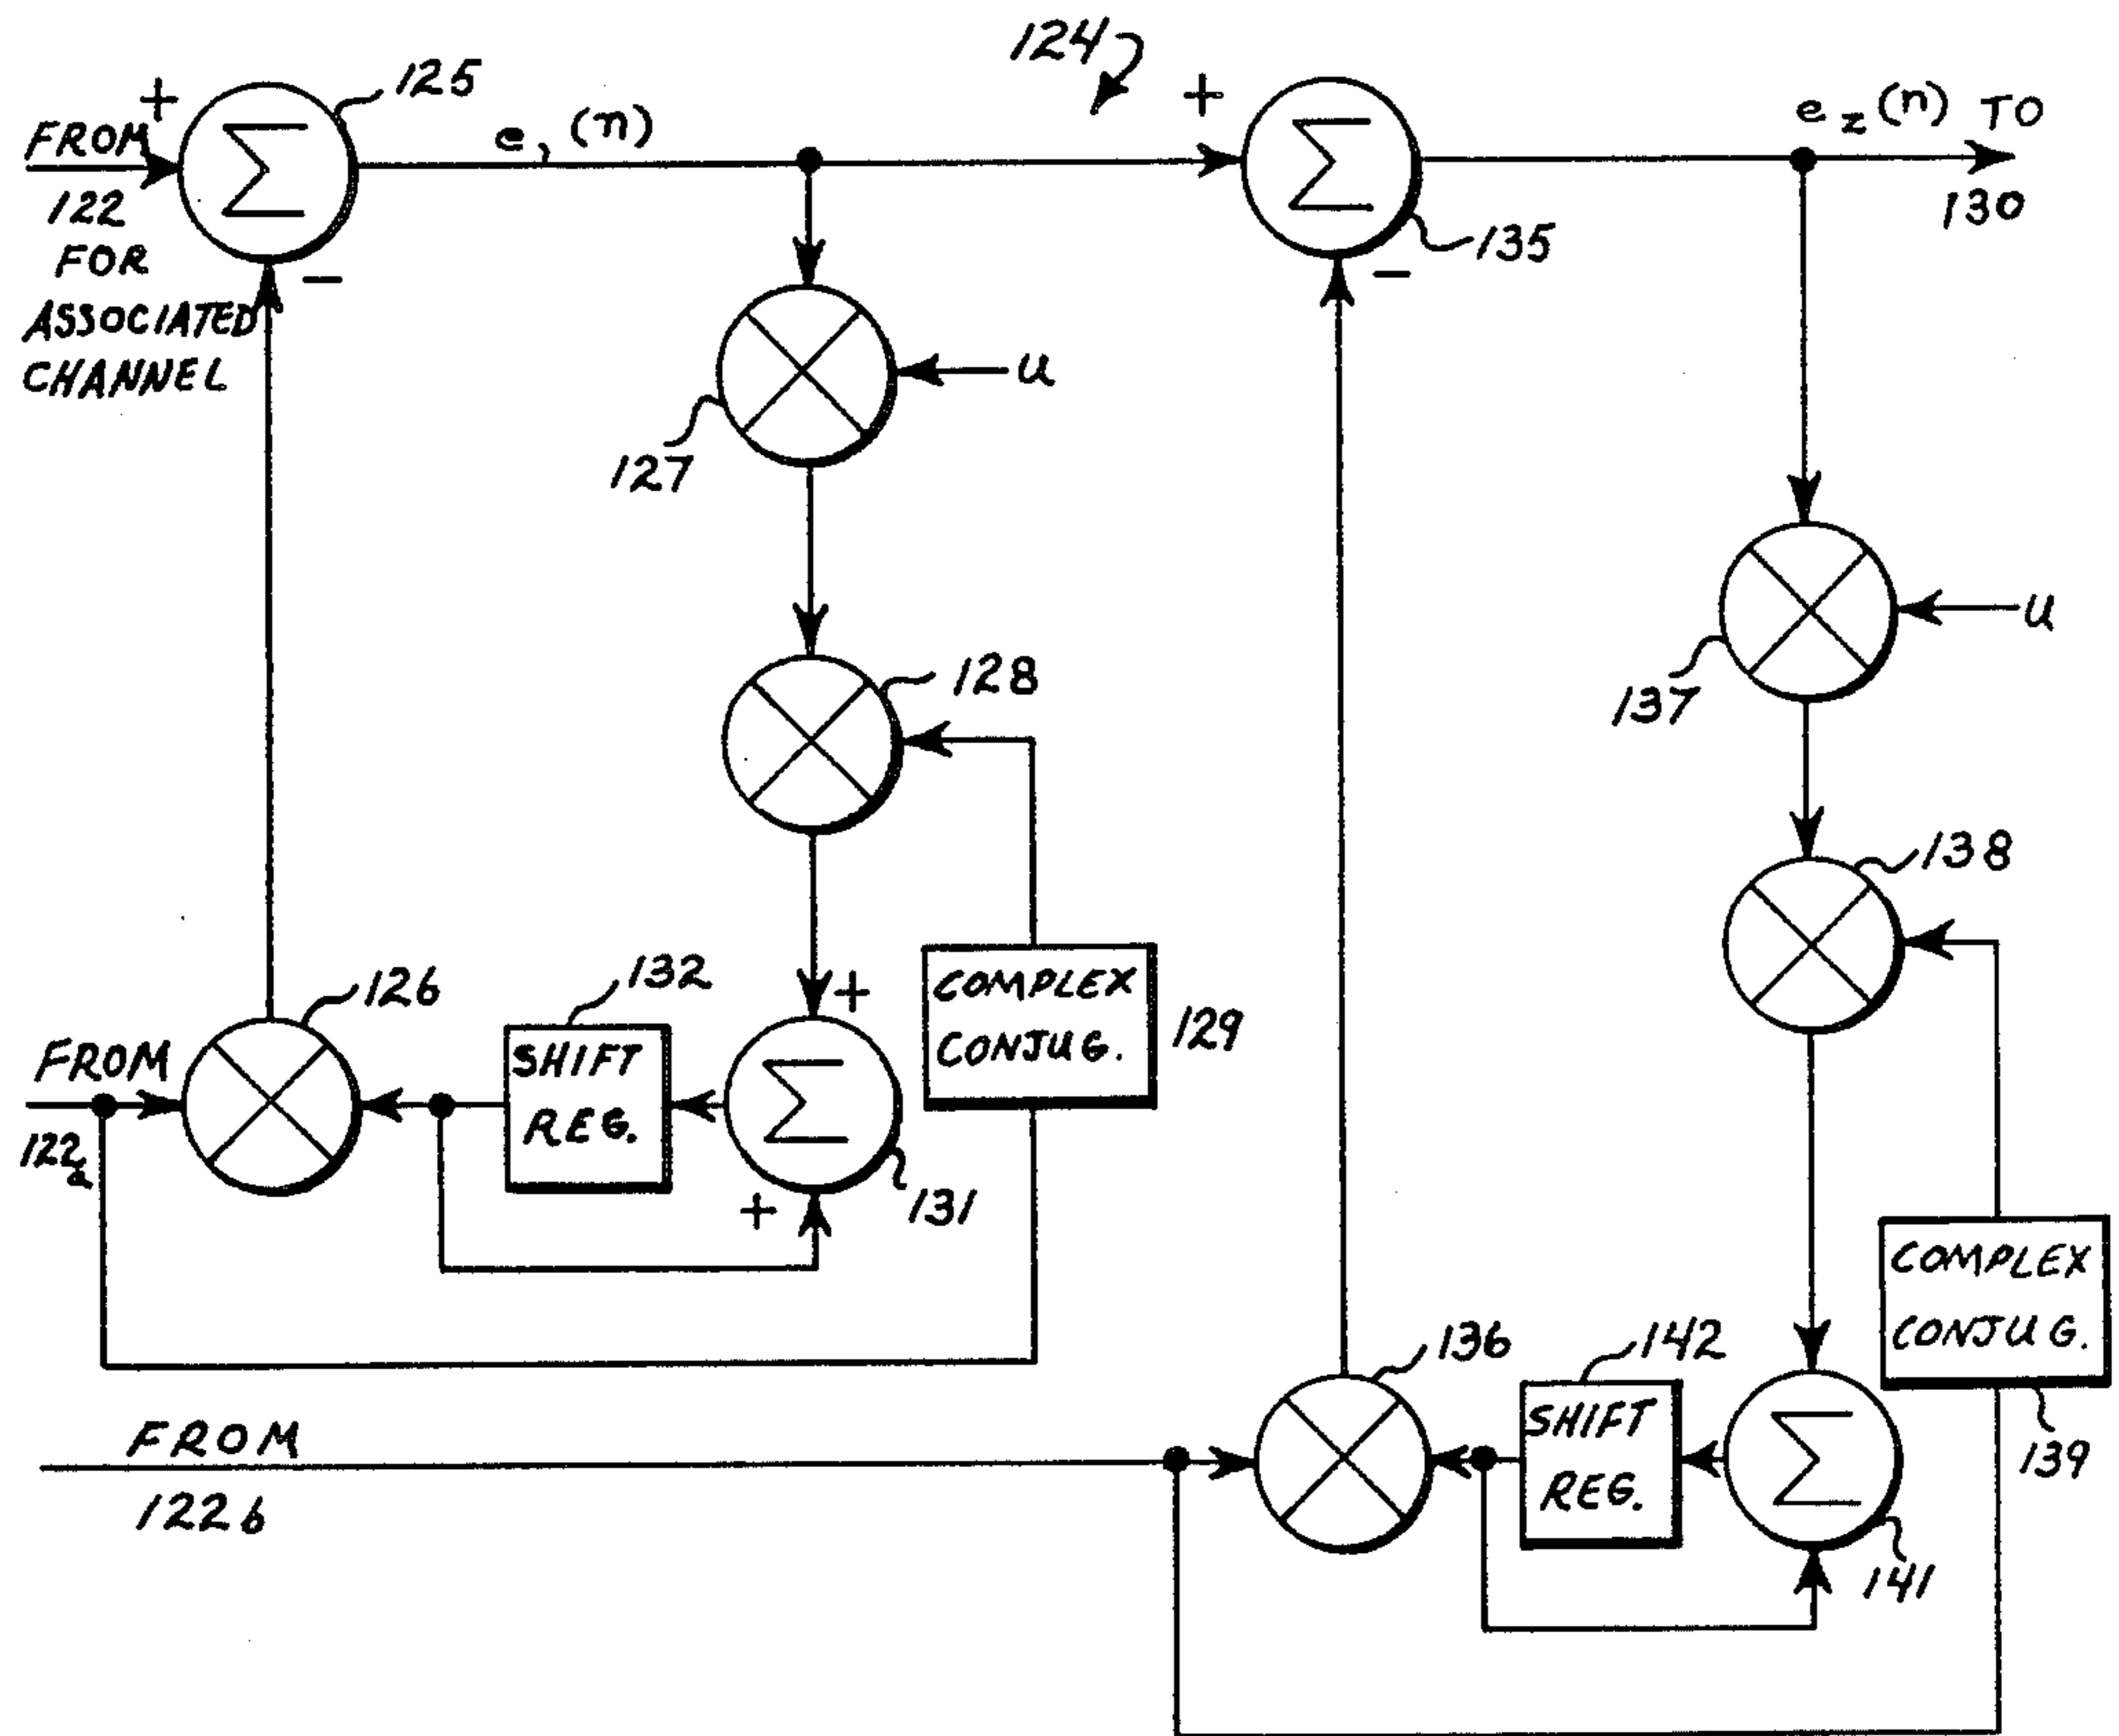 124
+
125
FROM
122
FOR
ASSOCIATED
CHANNEL
Σ
−
e₁(n)
+
Σ
−
135
e₂(n) TO
130
u
127
u
137
128
138
COMPLEX
CONJUG.
129
126
132
SHIFT
REG.
+
Σ
+
131
FROM
122a
COMPLEX
CONJUG.
139
FROM
122b
136
142
SHIFT
REG.
Σ
141